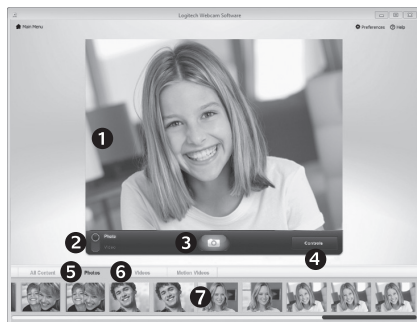 Logitech Webcam Software
Main Menu
Preferences
Help
1
2
Photo
Video
3
Controls
4
All Content
5
Photos
6
Videos
Motion Videos
7